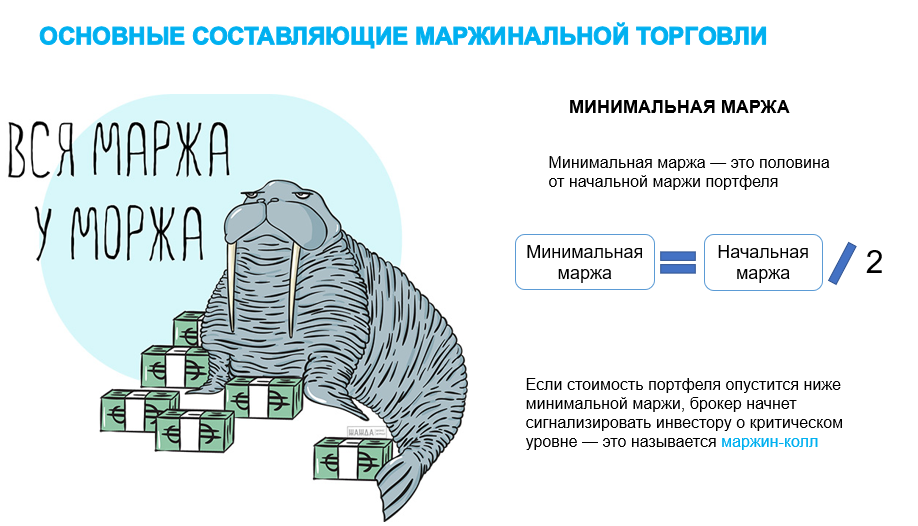 ОСНОВНЫЕ СОСТАВЛЯЮЩИЕ МАРЖИНАЛЬНОЙ ТОРГОВЛИ
ВСЯ МАРЖА
У МОРЖА
МИНИМАЛЬНАЯ МАРЖА
Минимальная маржа — это половина
от начальной маржи портфеля
Минимальная
маржа
Начальная
маржа
2
Если стоимость портфеля опустится ниже
минимальной маржи, брокер начнет
сигнализировать инвестору о критическом
уровне — это называется маржин-колл